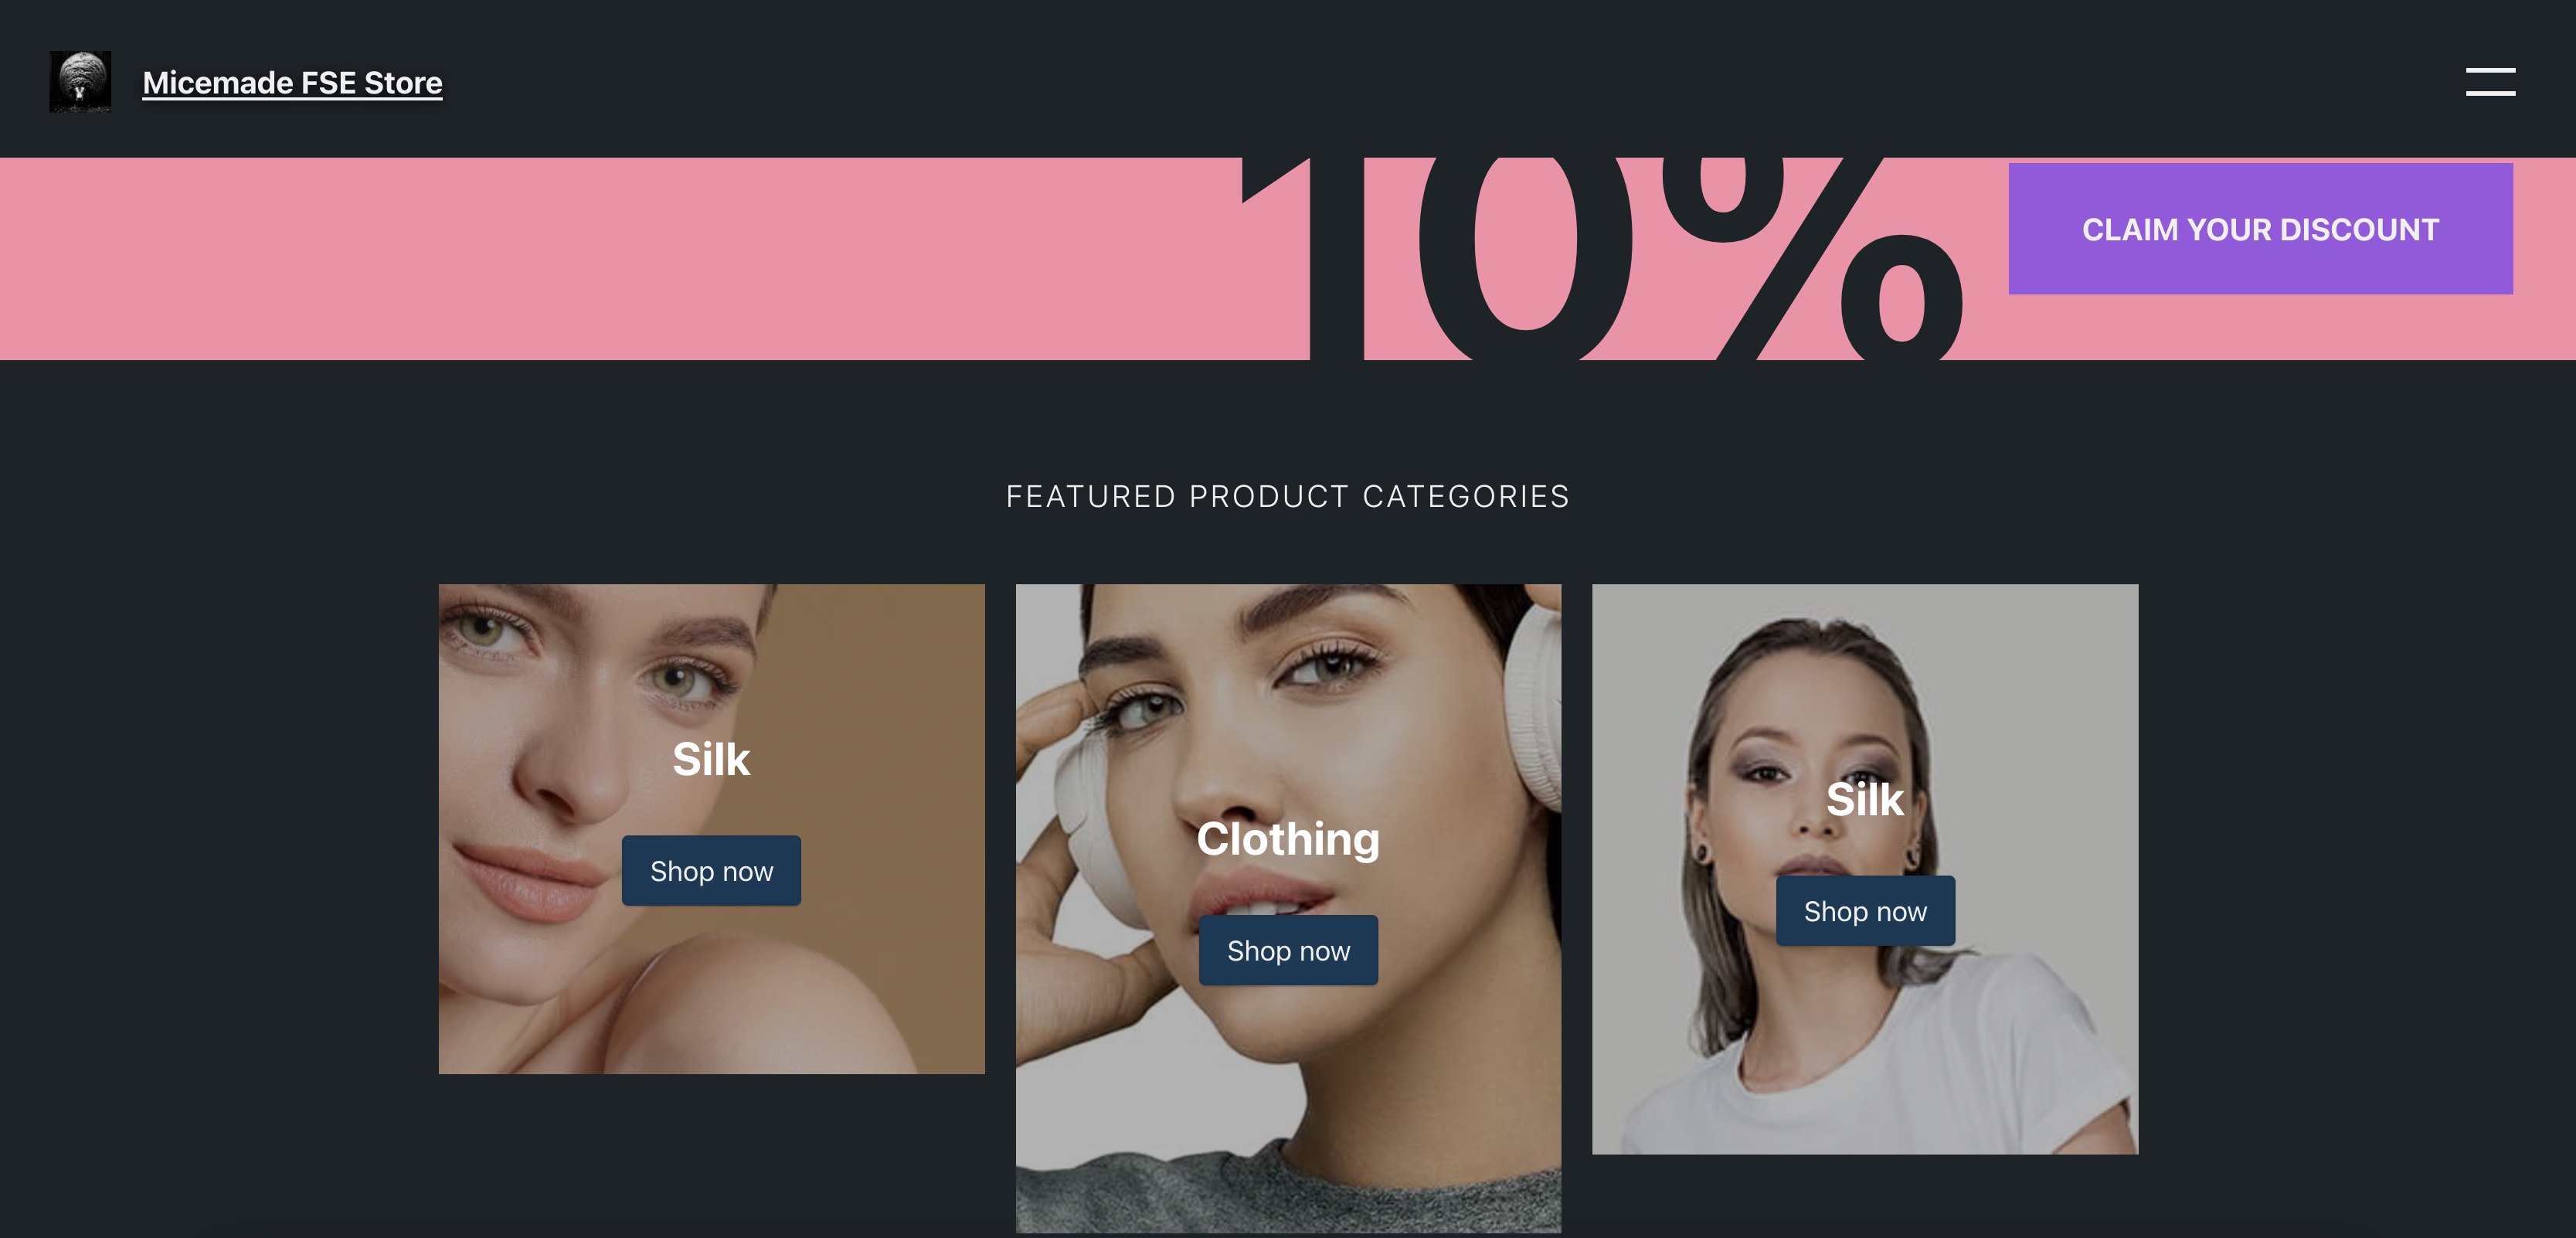 Micemade FSE Store
10%
CLAIM YOUR DISCOUNT
FEATURED PRODUCT CATEGORIES
Silk
Shop now
Clothing
Shop now
Silk
Shop now